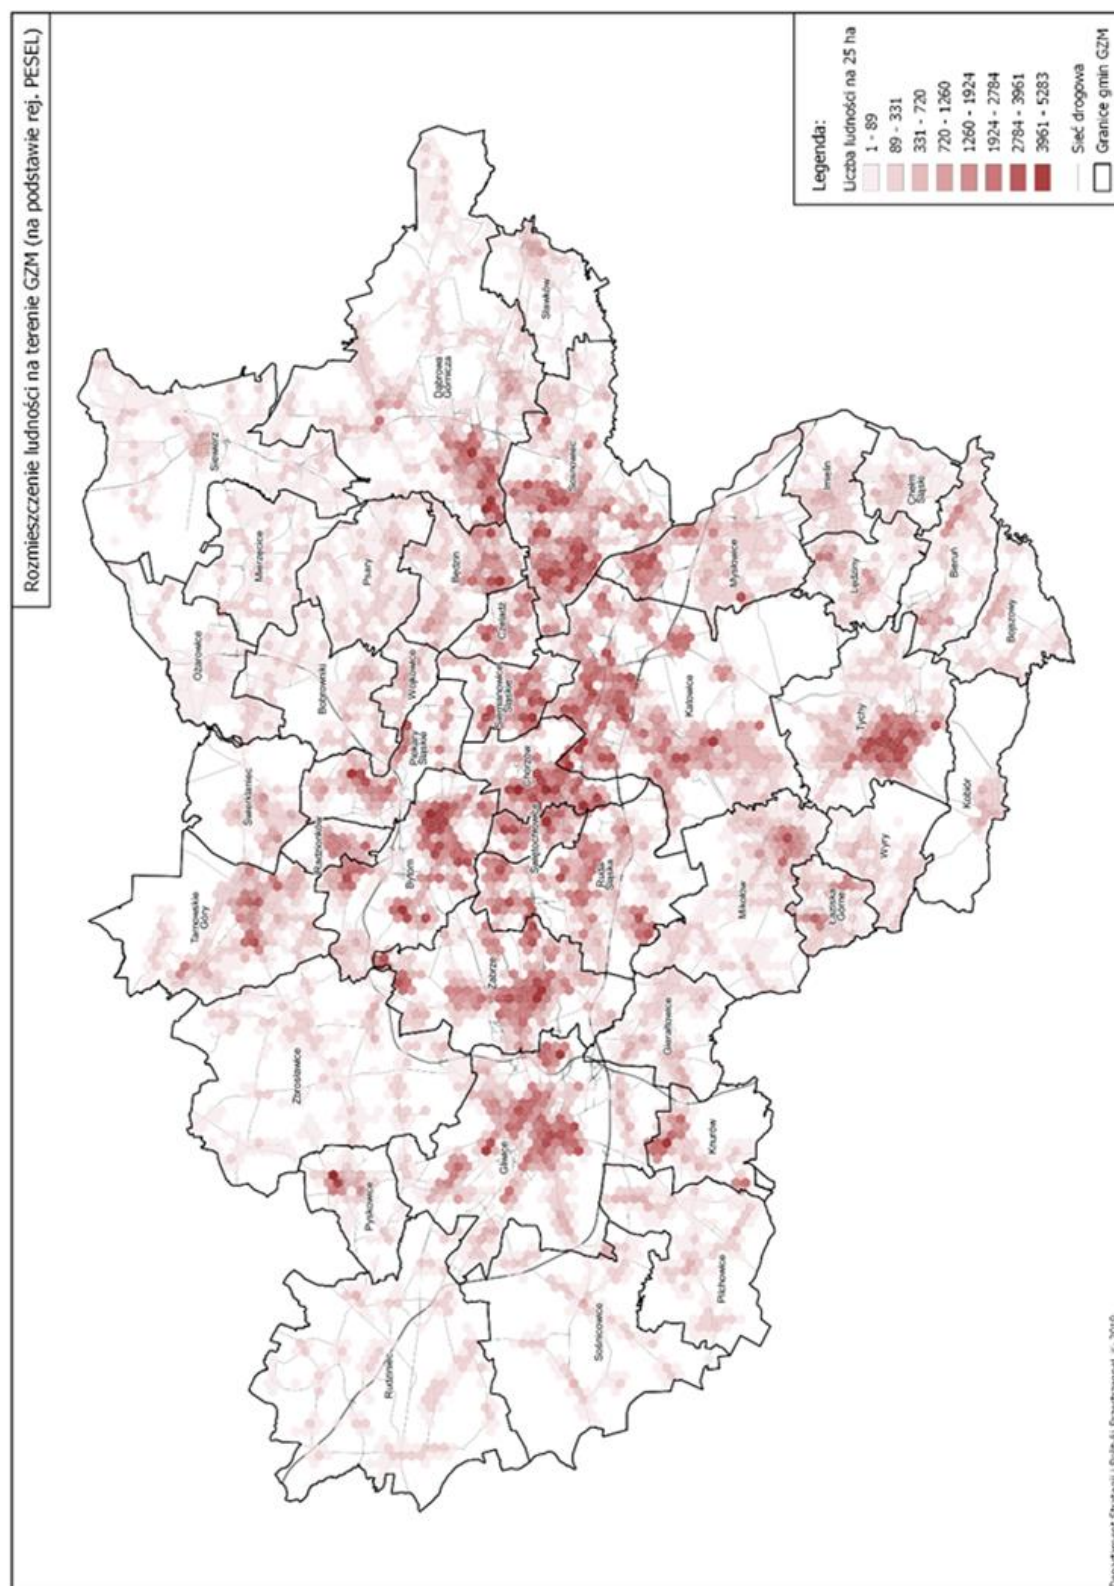 Rozmieszczenie ludności na terenie GZM (na podstawie rej. PESEL)
Siewierz
Ożarowice
Mierzęcice
Tarnowskie
Góry
Świerklaniec
Bobrowniki
Psary
Dąbrowa
Górnicza
Zbrosławice
Radzionków
Piekary
Śląskie
Wojkowice
Będzin
Sławków
Pyskowice
Bytom
Siemianowice
Śląskie
Czeladź
Rudziniec
Zabrze
Chorzów
Świętochłowice
Sosnowiec
Gliwice
Ruda
Śląska
Katowice
Sośnicowice
Gierałtowice
Mysłowice
Pilchowice
Knurów
Mikołów
Imielin
Łaziska
Górne
Wyry
Tychy
Lędziny
Chełm
Śląski
Bieruń
Kobiór
Bojszowy
Legenda:
Liczba ludności na 25 ha
1 - 89
89 - 331
331 - 720
720 - 1260
1260 - 1924
1924 - 2784
2784 - 3961
3961 - 5283
Sieć drogowa
Granice gmin GZM